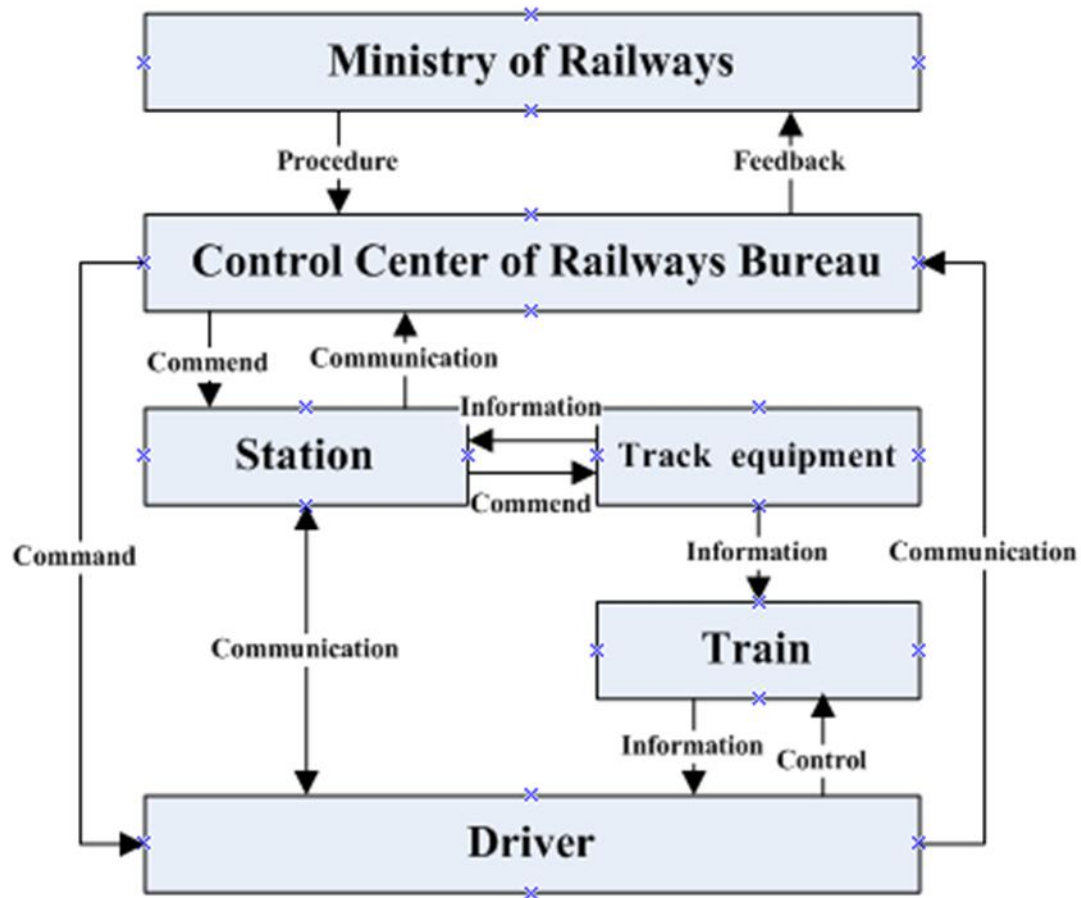 Ministry of Railways
Procedure
Feedback
Control Center of Railways Bureau
Commend
Communication
Information
Station
Track equipment
Commend
Command
Information
Communication
Communication
Train
Information
Control
Driver